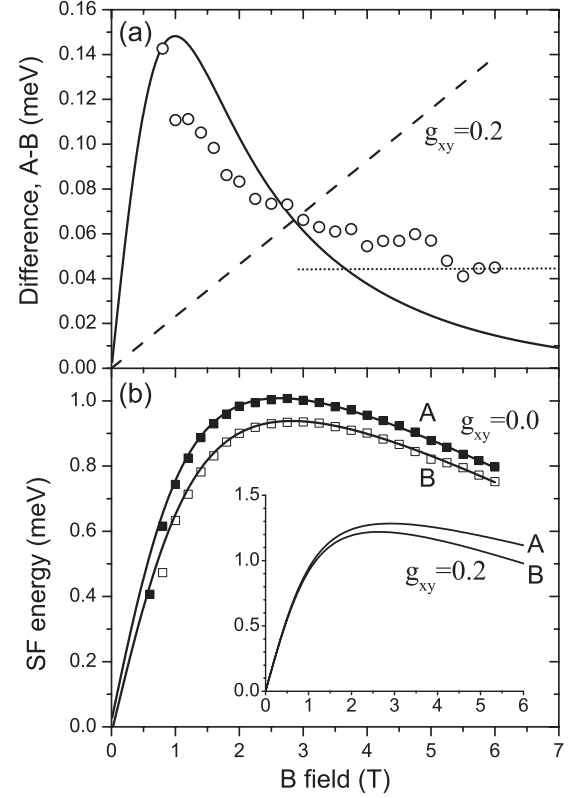 (a)
Difference, A-B (meV)
0.16
0.14
0.12
0.10
0.08
0.06
0.04
0.02
0.00
g_xy=0.2
(b)
SF energy (meV)
1.0
0.8
0.6
0.4
0.2
0.0
A
B
g_xy=0.0
1.5
1.0
0.5
0.0
A
B
g_xy=0.2
0 1 2 3 4 5 6
0 1 2 3 4 5 6 7
B field (T)